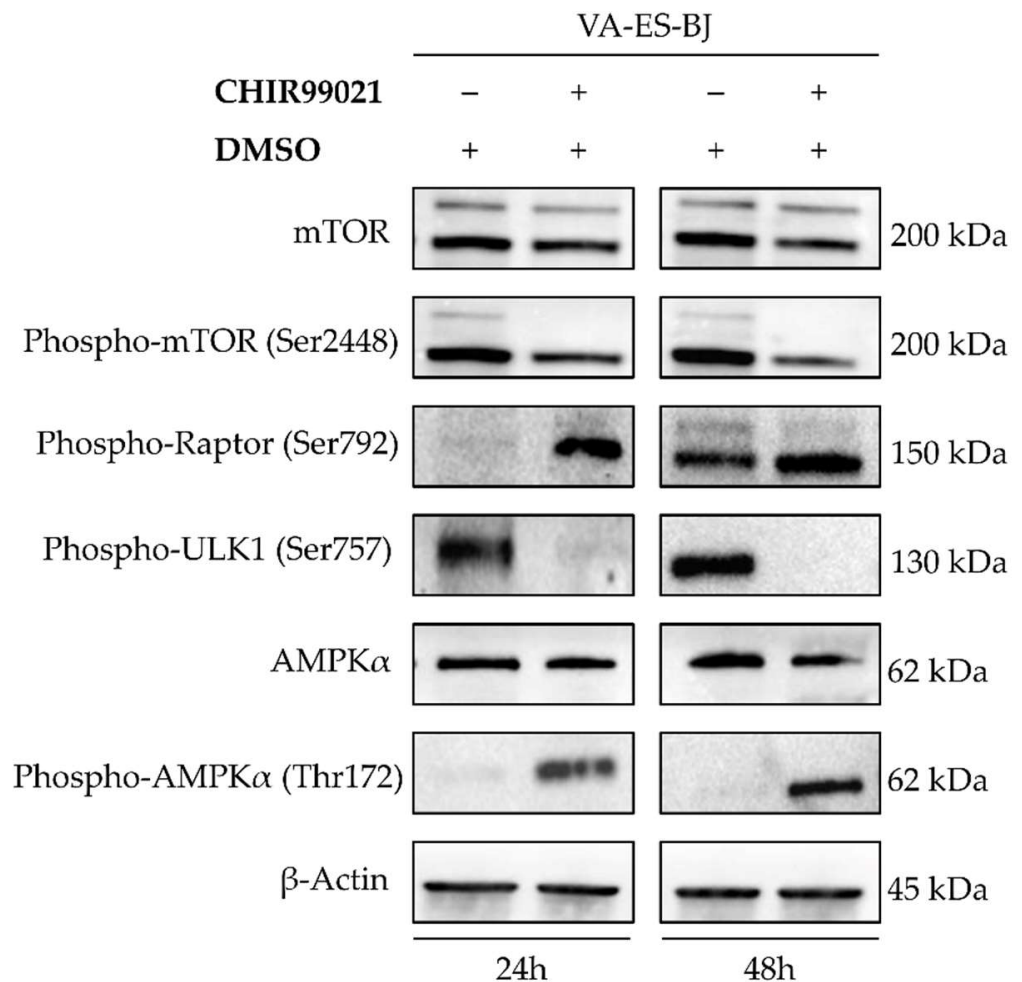 VA-ES-BJ
CHIR99021 – + – +
DMSO + + + +
mTOR 200 kDa
Phospho-mTOR (Ser2448) 200 kDa
Phospho-Raptor (Ser792) 150 kDa
Phospho-ULK1 (Ser757) 130 kDa
AMPKα 62 kDa
Phospho-AMPKα (Thr172) 62 kDa
β-Actin 45 kDa
24h 48h